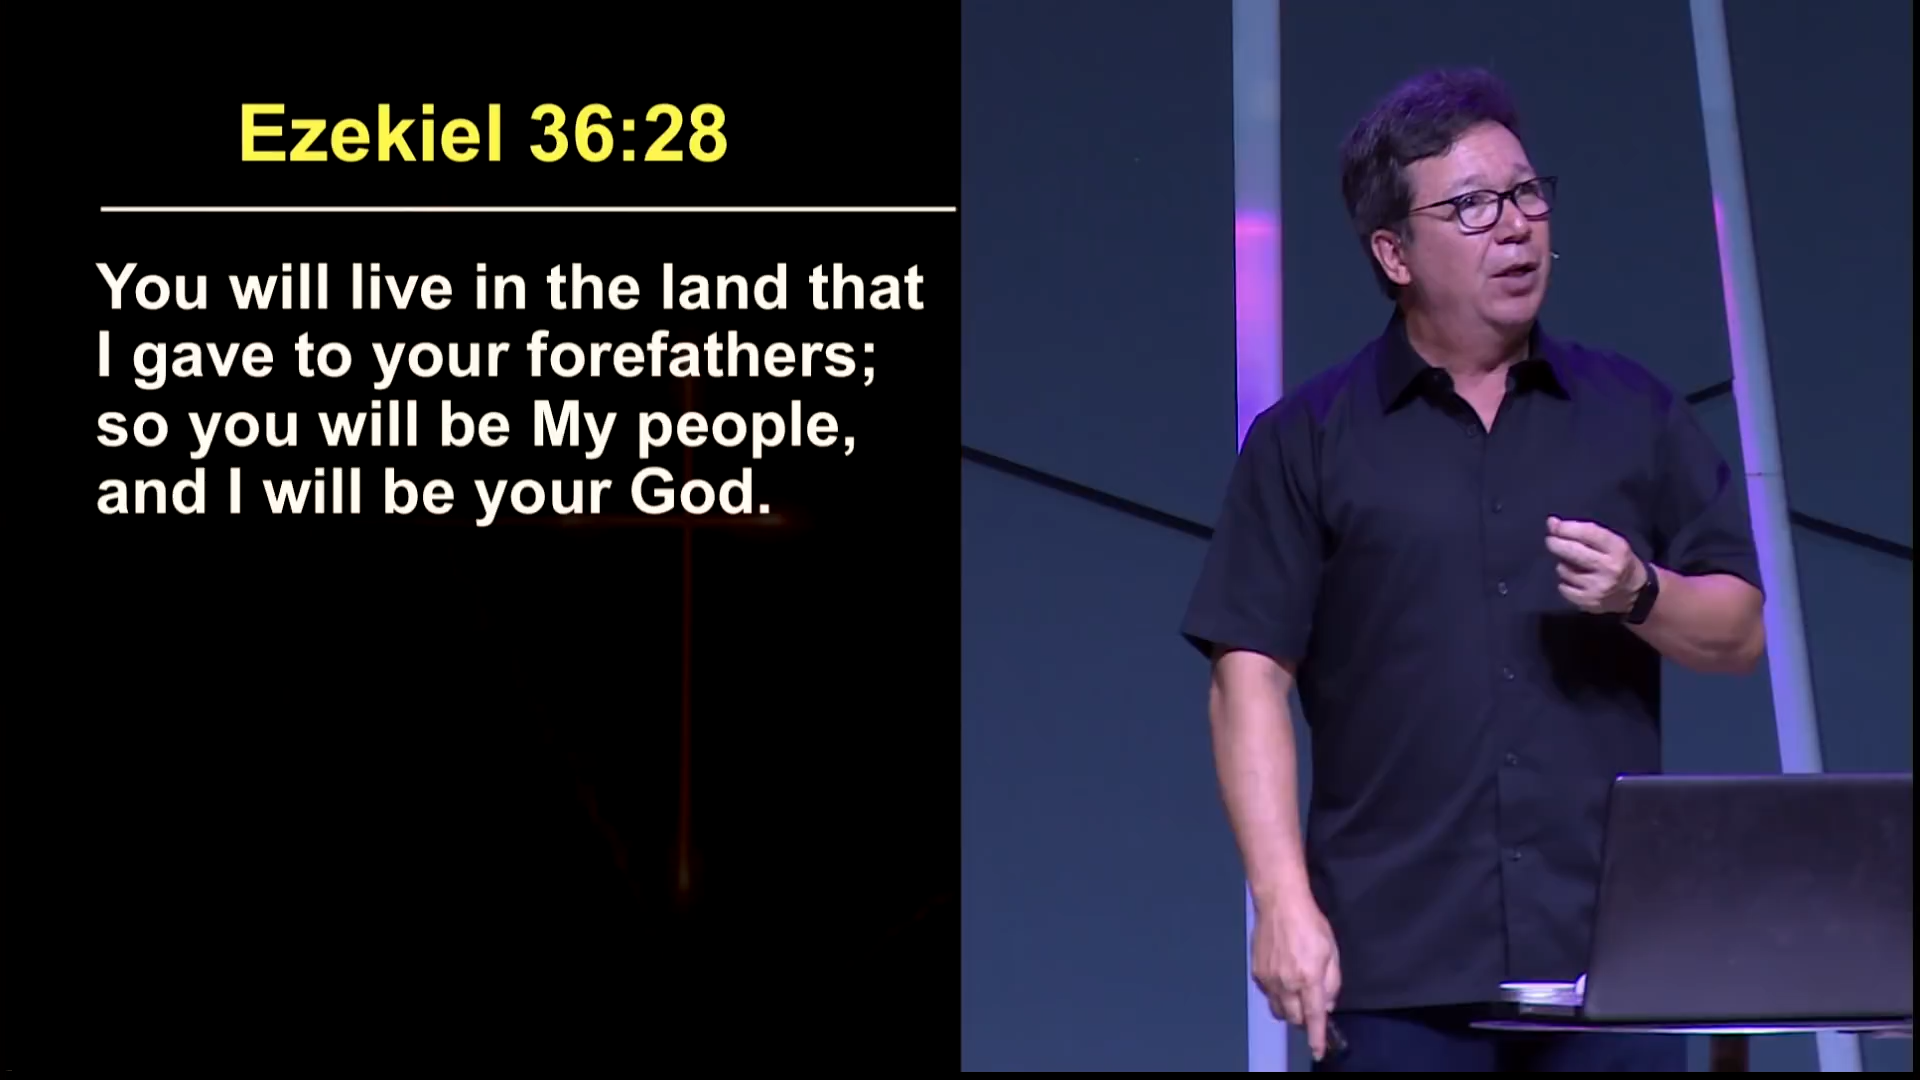 Ezekiel 36:28
You will live in the land that
I gave to your forefathers;
so you will be My people,
and I will be your God.